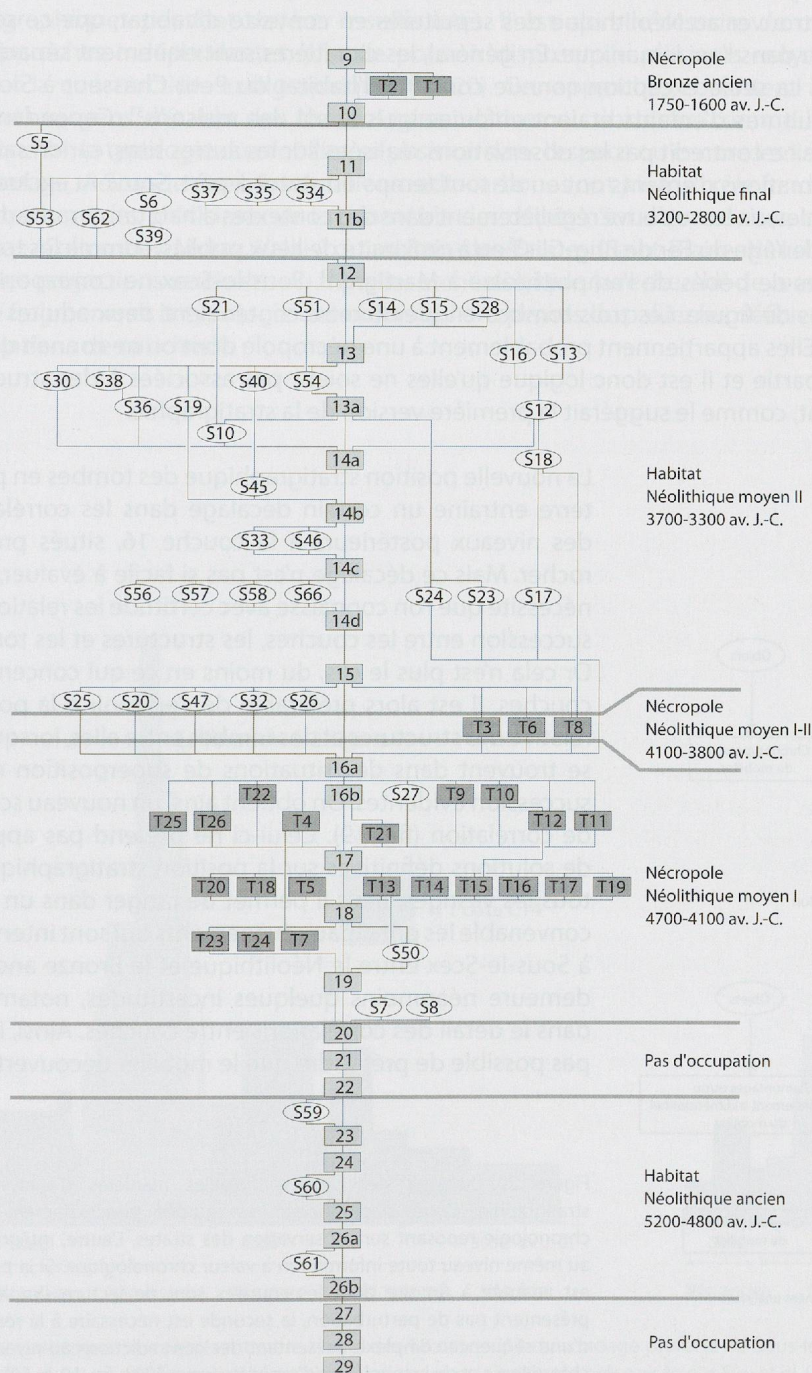 9
Nécropole
Bronze ancien
1750-1600 av. J.-C.
T2 T1
10
S5
11
Habitat
Néolithique final
3200-2800 av. J.-C.
S37 S35 S34
S6
S53 S62 11b
S39
12
S21 S51 S14 S15 S28
13 S16 S13
S30 S38 S40 S54
S36 S19 13a S12
S10
14a S18
Habitat
Néolithique moyen II
3700-3300 av. J.-C.
S45
14b
S33 S46
14c
S56 S57 S58 S66 S24 S23 S17
14d
15
S25 S20 S47 S32 S26
Nécropole
Néolithique moyen I-II
4100-3800 av. J.-C.
T3 T6 T8
16a
T22 16b S27 T9 T10
T25 T26 T4 T21 T12 T11
17
T20 T18 T5 T13 T14 T15 T16 T17 T19
Nécropole
Néolithique moyen I
4700-4100 av. J.-C.
18
T23 T24 T7
S50
19
S7 S8
20
21
Pas d'occupation
22
S59
23
24
S60
Habitat
Néolithique ancien
5200-4800 av. J.-C.
25
26a
S61
26b
27
28
Pas d'occupation
29